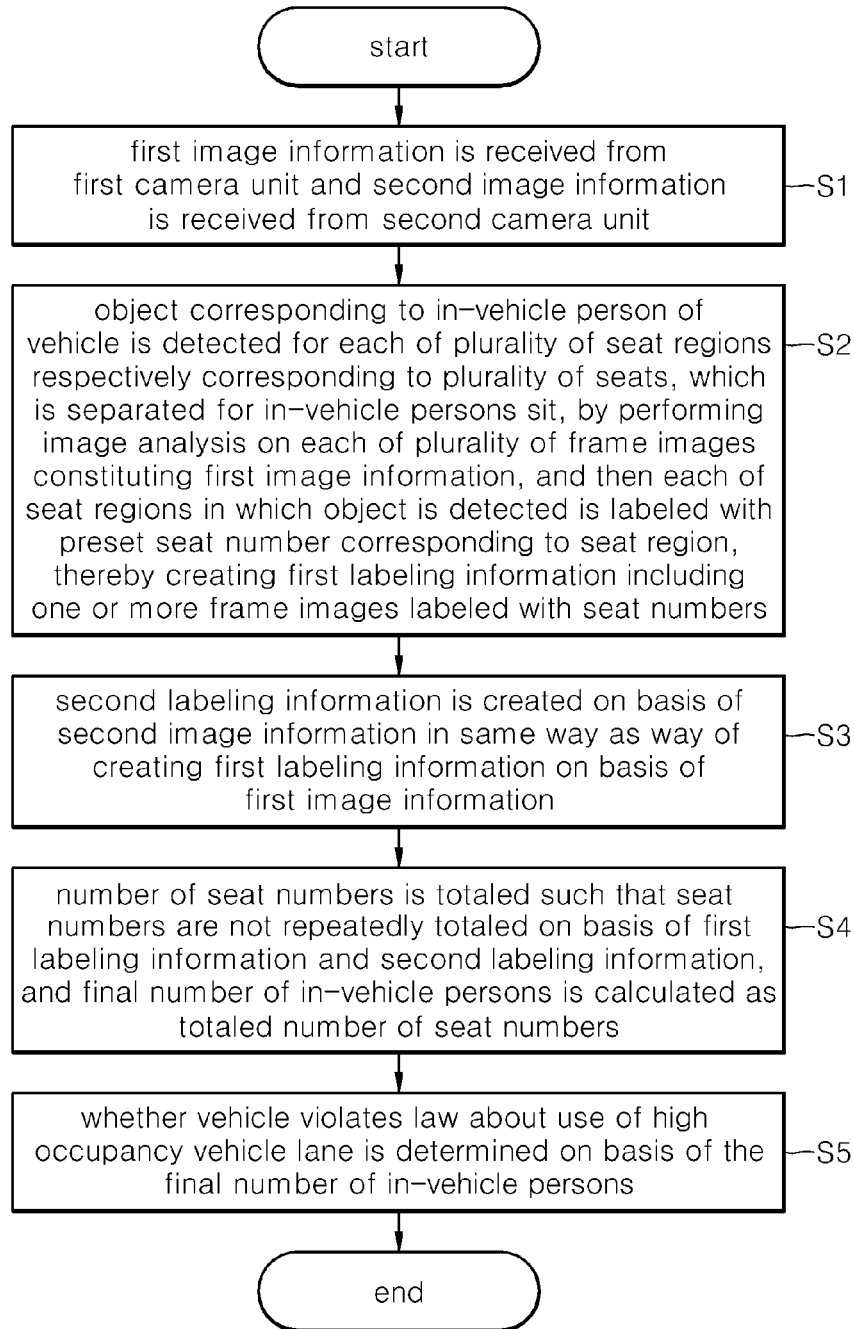 start
first image information is received from
first camera unit and second image information
is received from second camera unit
S1
object corresponding to in-vehicle person of
vehicle is detected for each of plurality of seat regions
respectively corresponding to plurality of seats, which
is separated for in-vehicle persons sit, by performing
image analysis on each of plurality of frame images
constituting first image information, and then each of
seat regions in which object is detected is labeled with
preset seat number corresponding to seat region,
thereby creating first labeling information including
one or more frame images labeled with seat numbers
S2
second labeling information is created on basis of
second image information in same way as way of
creating first labeling information on basis of
first image information
S3
number of seat numbers is totaled such that seat
numbers are not repeatedly totaled on basis of first
labeling information and second labeling information,
and final number of in-vehicle persons is calculated as
totaled number of seat numbers
S4
whether vehicle violates law about use of high
occupancy vehicle lane is determined on basis of the
final number of in-vehicle persons
S5
end